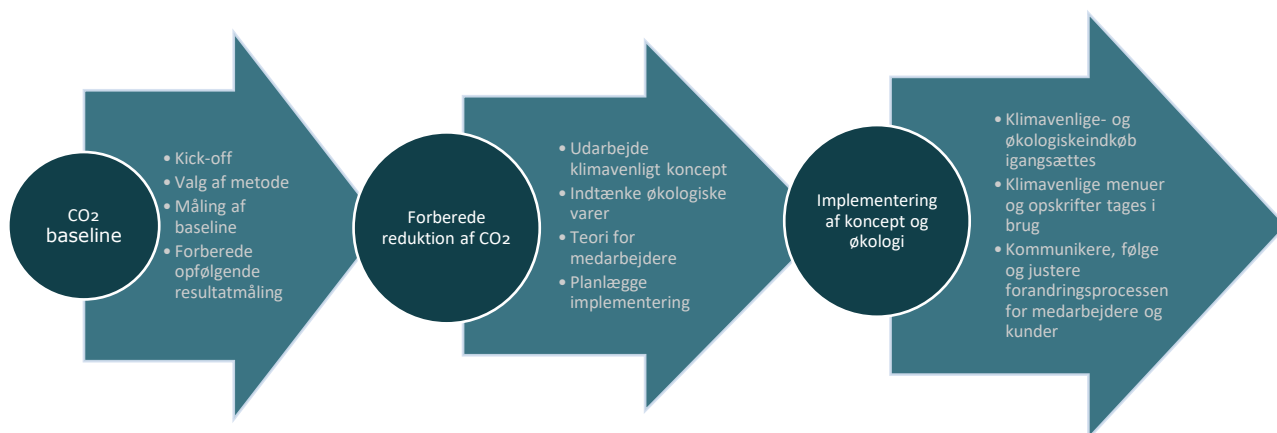 CO2
baseline
• Kick-off
• Valg af metode
• Måling af
baseline
• Forberede
opfølgende
resultatmåling
Forberede
reduktion af CO2
• Udarbejde
klimavenligt koncept
• Indtænke økologiske
varer
• Teori for
medarbejdere
• Planlægge
implementering
Implementering
af koncept og
økologi
• Klimavenlige- og
økologiskeindkøb
igangsættes
• Klimavenlige menuer
og opskrifter tages i
brug
• Kommunikere, følge
og justere
forandringsprocessen
for medarbejdere og
kunder